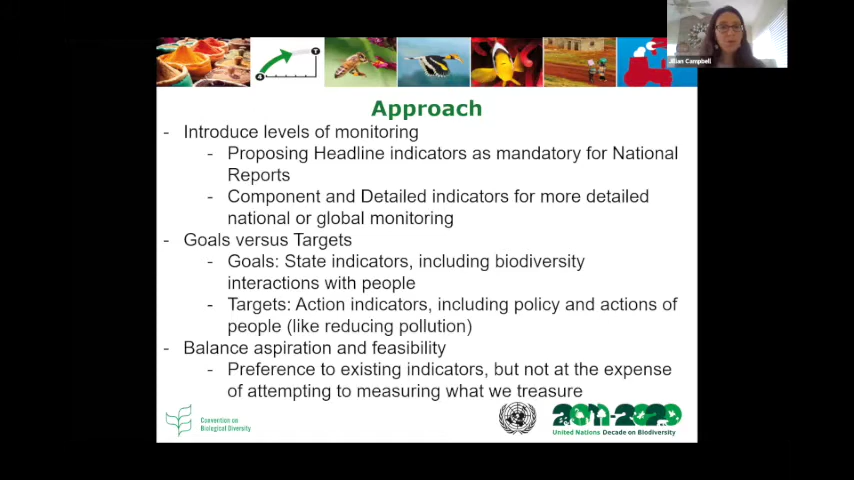 Jillian Campbell
Approach
- Introduce levels of monitoring
- Proposing Headline indicators as mandatory for National
Reports
- Component and Detailed indicators for more detailed
national or global monitoring
- Goals versus Targets
- Goals: State indicators, including biodiversity
interactions with people
- Targets: Action indicators, including policy and actions of
people (like reducing pollution)
- Balance aspiration and feasibility
- Preference to existing indicators, but not at the expense
of attempting to measuring what we treasure
Convention on
Biological Diversity
2011-2020
United Nations Decade on Biodiversity